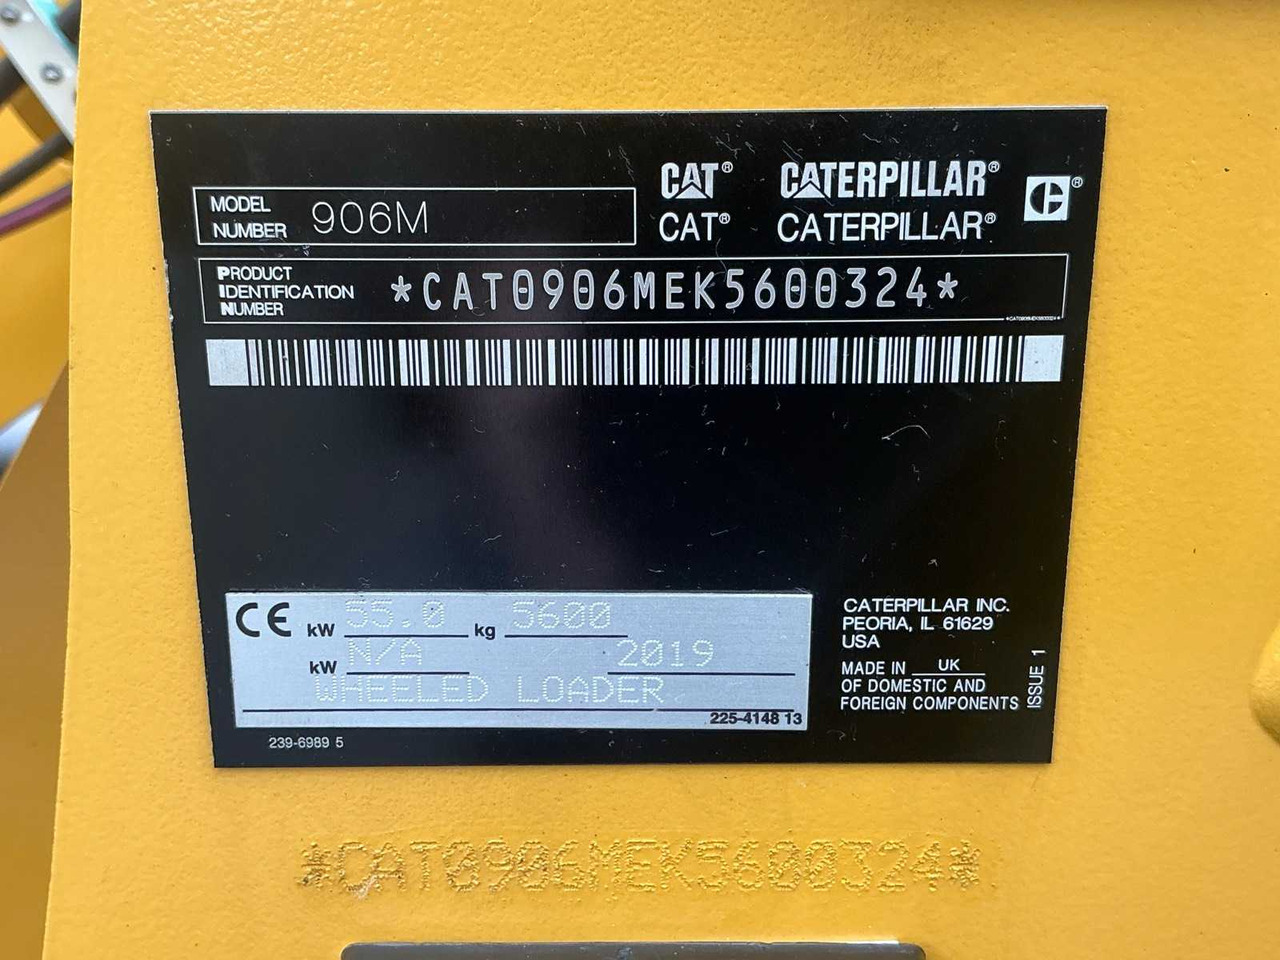 CAT® CATERPILLAR® ®
MODEL
NUMBER 906M CAT® CATERPILLAR®
PRODUCT
IDENTIFICATION
NUMBER *CAT0906MEK5600324*
*CAT0906MEK5600324*
CE kW 55.0 kg 5600
kW N/A 2019
WHEELED LOADER
225-4148 13
239-6989 5
CATERPILLAR INC.
PEORIA, IL 61629
USA
MADE IN UK
OF DOMESTIC AND
FOREIGN COMPONENTS
ISSUE 1
*CAT0906MEK5600324*